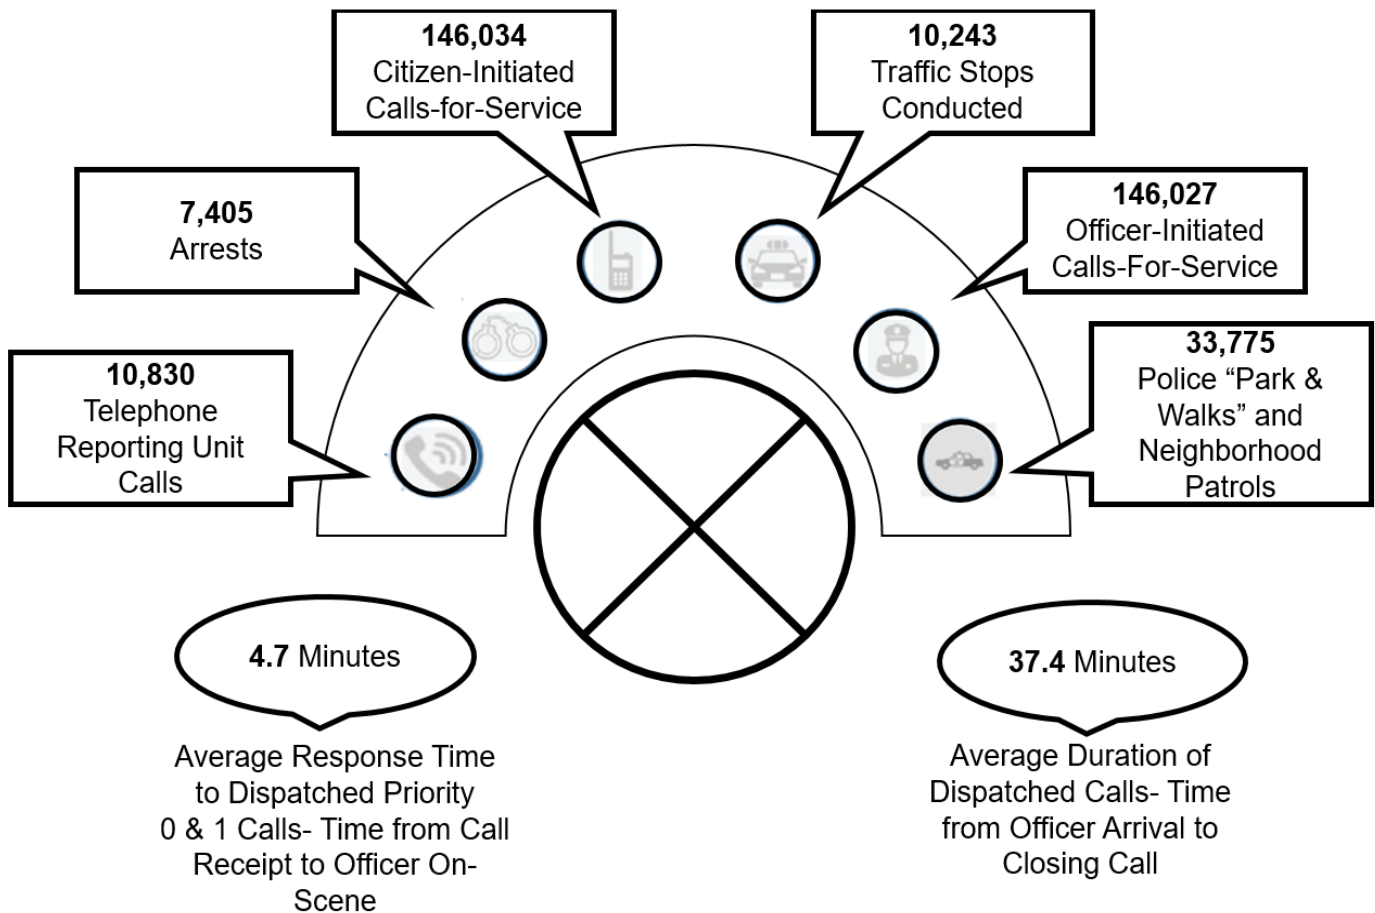 146,034
Citizen-Initiated
Calls-for-Service
10,243
Traffic Stops
Conducted
7,405
Arrests
146,027
Officer-Initiated
Calls-For-Service
10,830
Telephone
Reporting Unit
Calls
33,775
Police “Park &
Walks” and
Neighborhood
Patrols
4.7 Minutes
Average Response Time
to Dispatched Priority
0 & 1 Calls- Time from Call
Receipt to Officer On-
Scene
37.4 Minutes
Average Duration of
Dispatched Calls- Time
from Officer Arrival to
Closing Call